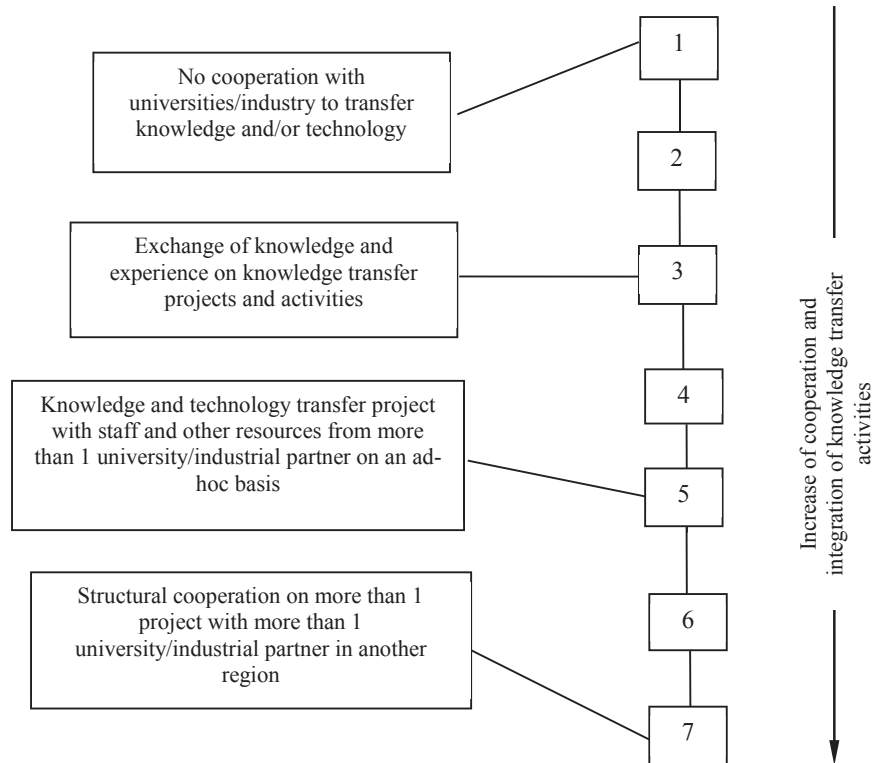 1
No cooperation with
universities/industry to transfer
knowledge and/or technology
2
Exchange of knowledge and
experience on knowledge transfer
projects and activities
3
4
Knowledge and technology transfer project
with staff and other resources from more
than 1 university/industrial partner on an ad-
hoc basis
5
Structural cooperation on more than 1
project with more than 1
university/industrial partner in another
region
6
7
Increase of cooperation and
integration of knowledge transfer
activities